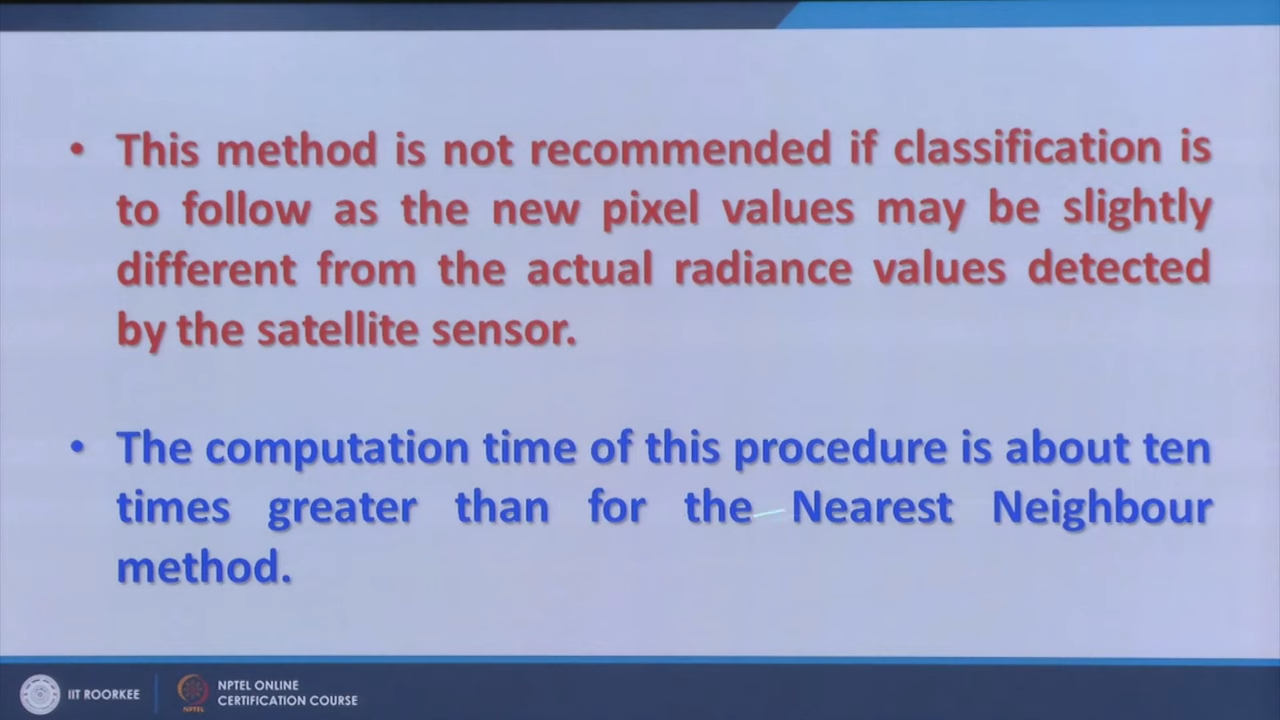 • This method is not recommended if classification is
to follow as the new pixel values may be slightly
different from the actual radiance values detected
by the satellite sensor.
• The computation time of this procedure is about ten
times greater than for the Nearest Neighbour
method.
IIT ROORKEE
NPTEL
NPTEL ONLINE
CERTIFICATION COURSE